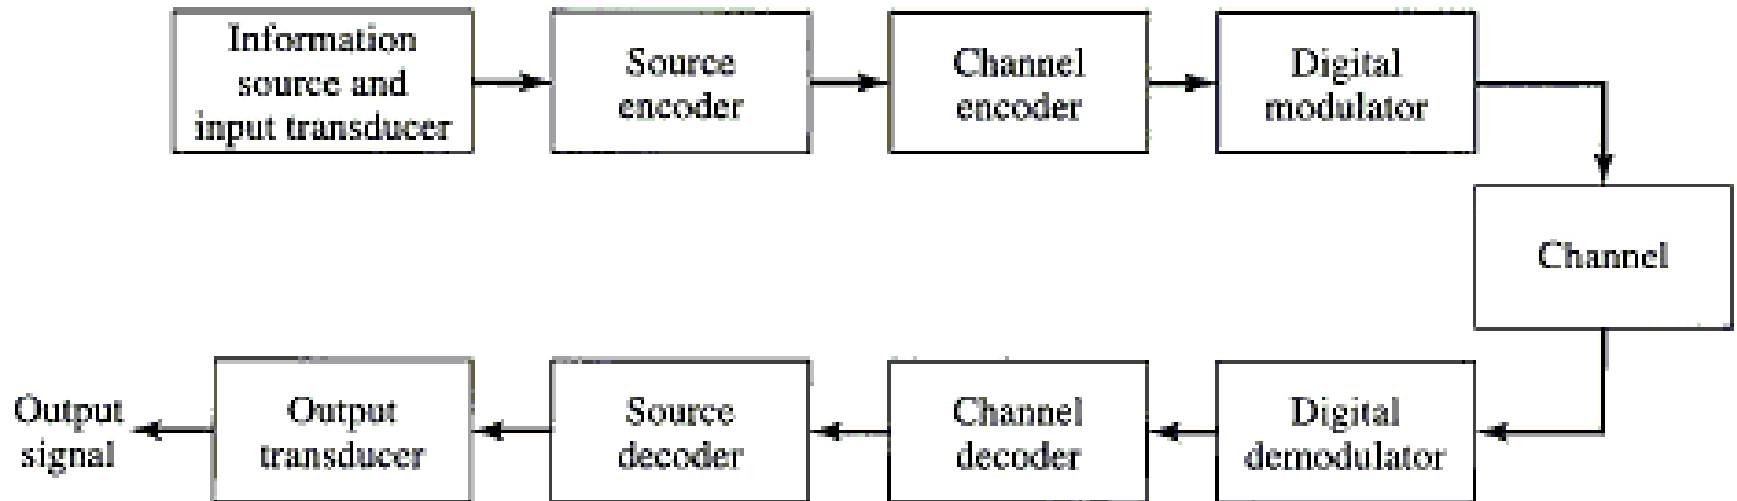 Information
source and
input transducer
Source
encoder
Channel
encoder
Digital
modulator
Channel
Output
signal
Output
transducer
Source
decoder
Channel
decoder
Digital
demodulator